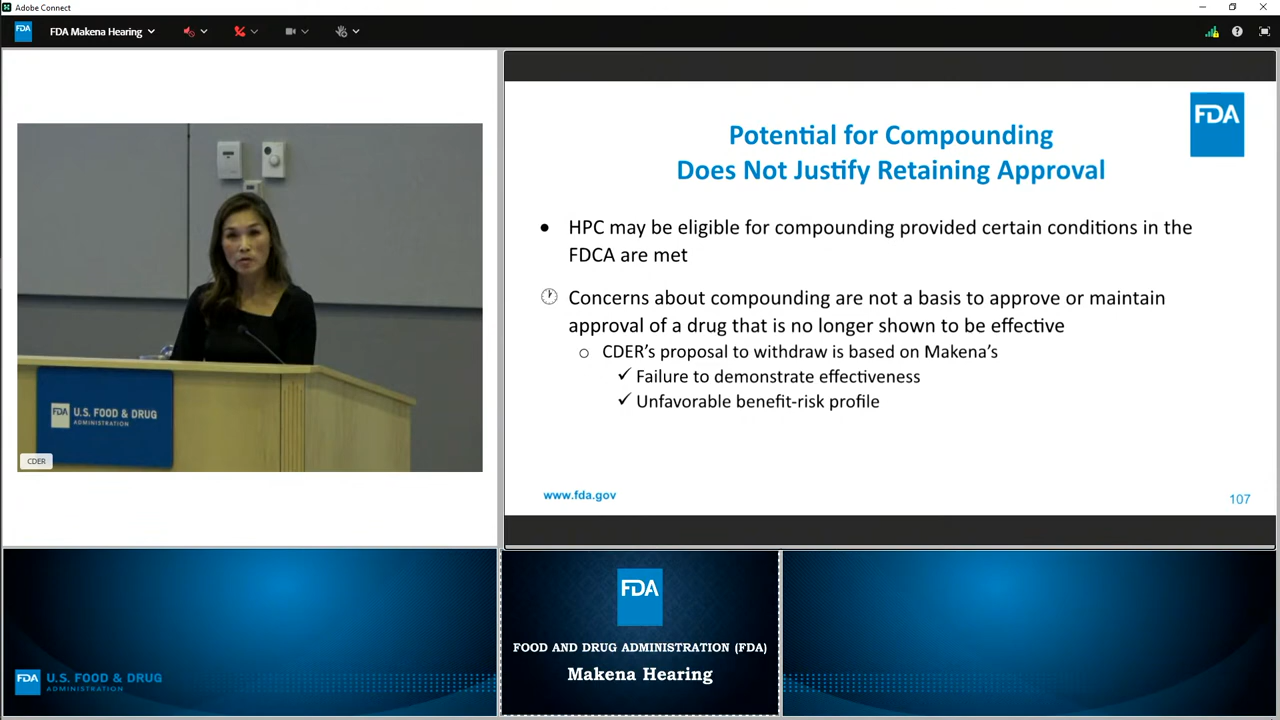 Adobe Connect
FDA
FDA Makena Hearing
FDA
Potential for Compounding
Does Not Justify Retaining Approval
● HPC may be eligible for compounding provided certain conditions in the
FDCA are met
Concerns about compounding are not a basis to approve or maintain
approval of a drug that is no longer shown to be effective
o CDER’s proposal to withdraw is based on Makena’s
✓ Failure to demonstrate effectiveness
✓ Unfavorable benefit-risk profile
www.fda.gov
107
FDA U.S. FOOD & DRUG
ADMINISTRATION
CDER
FDA U.S. FOOD & DRUG
ADMINISTRATION
FDA
FOOD AND DRUG ADMINISTRATION (FDA)
Makena Hearing